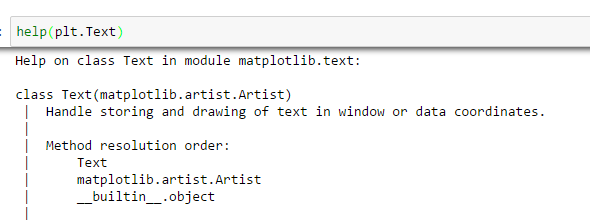 : help(plt.Text)
Help on class Text in module matplotlib.text:
class Text(matplotlib.artist.Artist)
 |  Handle storing and drawing of text in window or data coordinates.
 |
 |  Method resolution order:
 |      Text
 |      matplotlib.artist.Artist
 |      __builtin__.object
 |